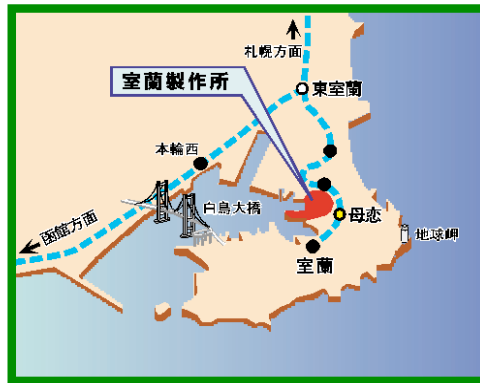 札幌方面
室蘭製作所
東室蘭
本輪西
白鳥大橋
母恋
函館方面
地球岬
室蘭